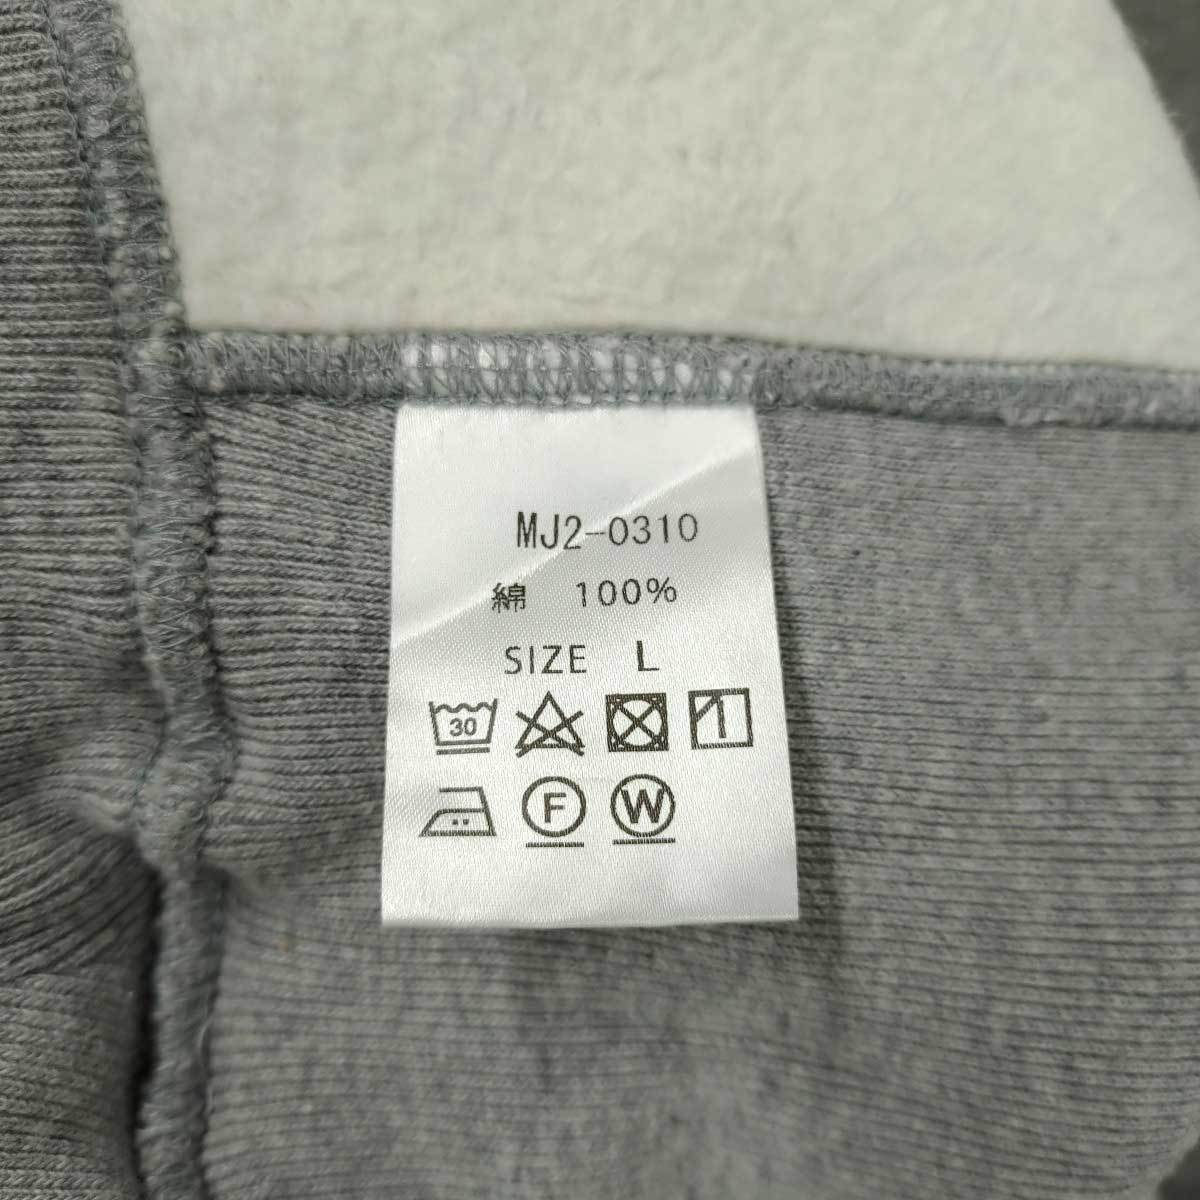 MJ2-0310
綿 100%
SIZE L
30
F W